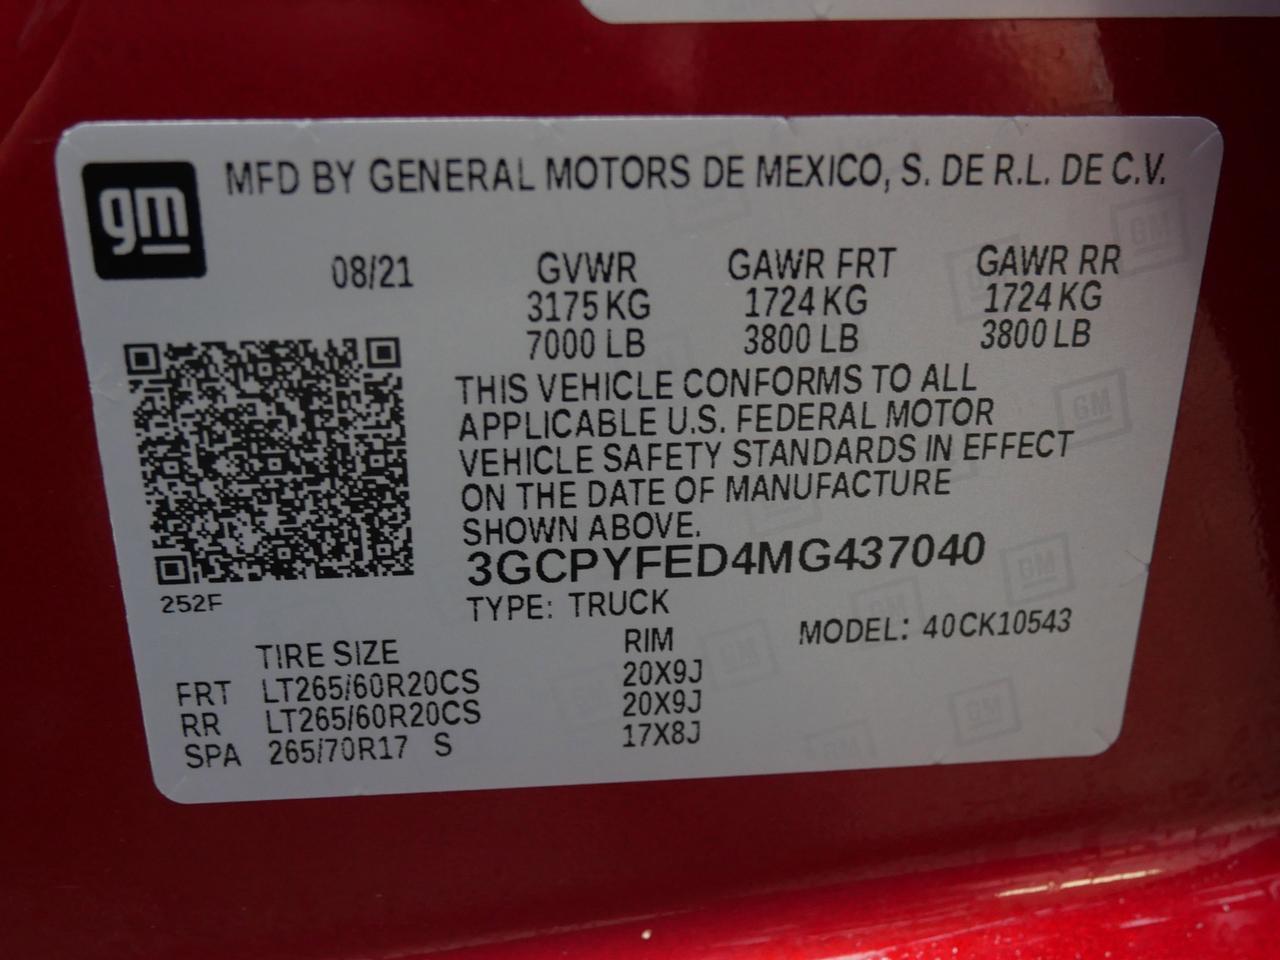 gm
MFD BY GENERAL MOTORS DE MEXICO, S. DE R.L. DE C.V.
08/21
GVWR GAWR FRT GAWR RR
3175 KG 1724 KG 1724 KG
7000 LB 3800 LB 3800 LB
THIS VEHICLE CONFORMS TO ALL
APPLICABLE U.S. FEDERAL MOTOR
VEHICLE SAFETY STANDARDS IN EFFECT
ON THE DATE OF MANUFACTURE
SHOWN ABOVE.
3GCPYFED4MG437040
252F
TYPE: TRUCK
MODEL: 40CK10543
TIRE SIZE RIM
FRT LT265/60R20CS 20X9J
RR LT265/60R20CS 20X9J
SPA 265/70R17 S 17X8J